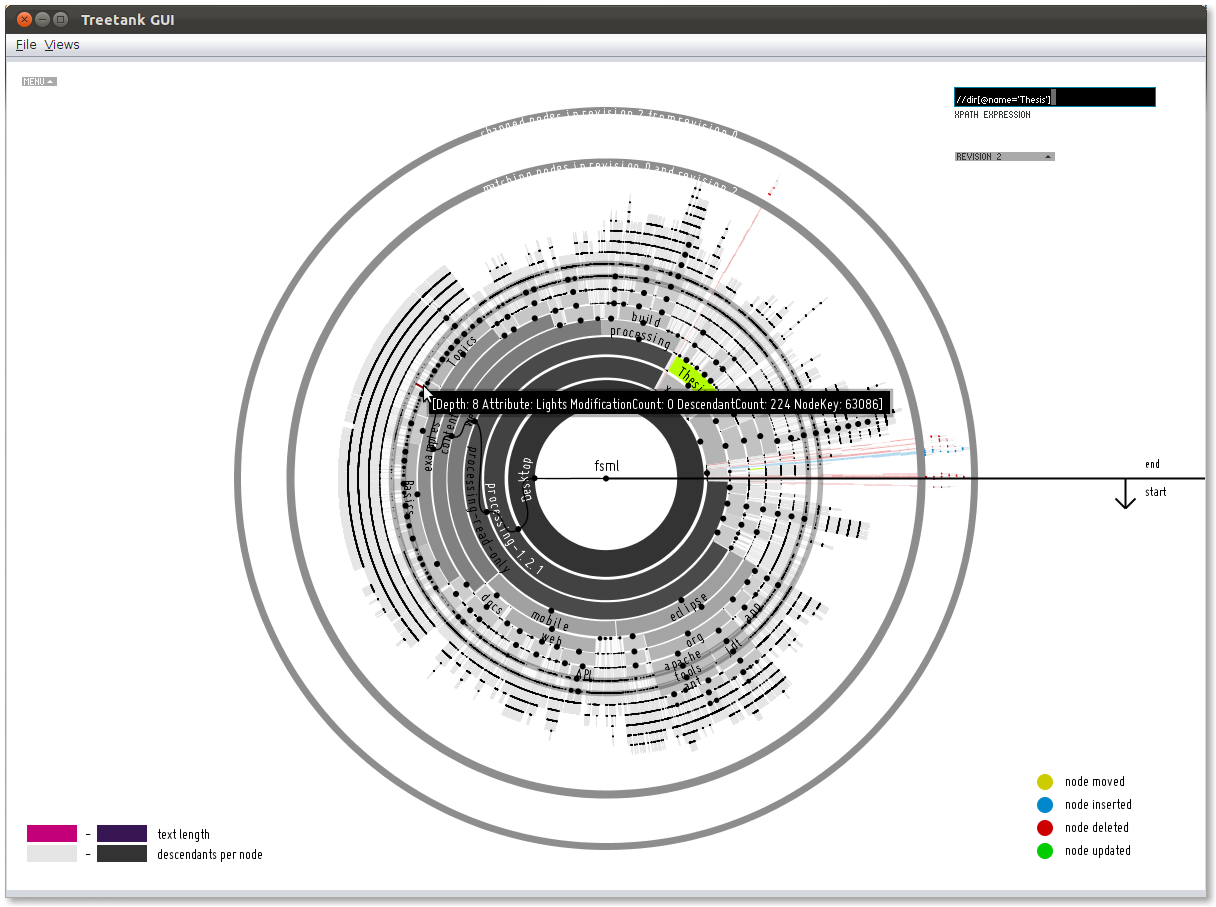 Treetank GUI
File Views
MENU
//dir[@name='Thesis']
XPATH EXPRESSION
REVISION 2
changed nodes in revision 2 from revision 0
matching nodes in revision 0 and revision 2
build
processing
Topics
[Depth: 8 Attribute: Lights ModificationCount: 0 DescendantCount: 224 NodeKey: 63086]
examples
content
fsml
Desktop
processing-1.2.1
processing-read-only
Basics
end
start
docs
mobile
web
API
eclipse
app
org
jdt
apache
tools
ant
node moved
node inserted
node deleted
node updated
text length
descendants per node